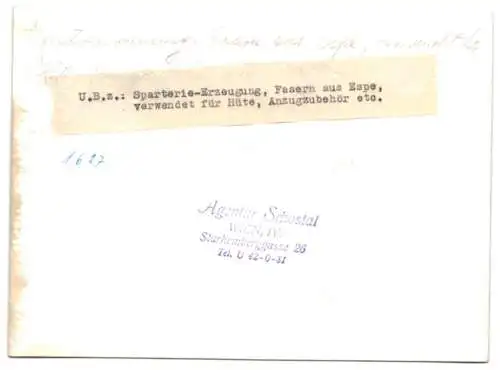 U.B.z.: Sparterie-Erzeugung, Fasern aus Espe,
verwendet für Hüte, Anzugzubehör etc.
1627
Agentur Schostal
WIEN, IV.
Starhemberggasse 26
Tel. U 42-0-31